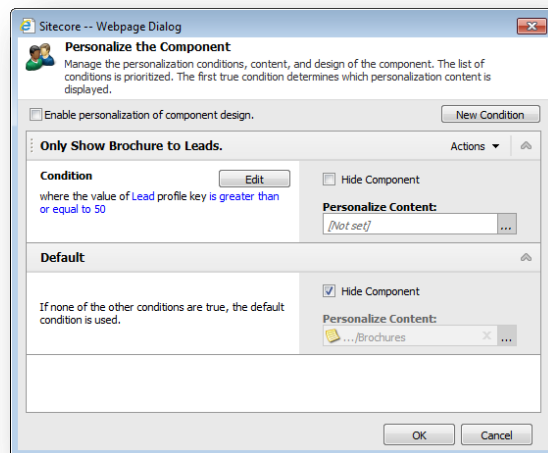 Sitecore -- Webpage Dialog
Personalize the Component
Manage the personalization conditions, content, and design of the component. The list of
conditions is prioritized. The first true condition determines which personalization content is
displayed.
Enable personalization of component design.
New Condition
Only Show Brochure to Leads.
Actions
Condition
Edit
where the value of Lead profile key is greater than
or equal to 50
Hide Component
Personalize Content:
[Not set]
...
Default
If none of the other conditions are true, the default
condition is used.
Hide Component
Personalize Content:
.../Brochures
...
OK
Cancel